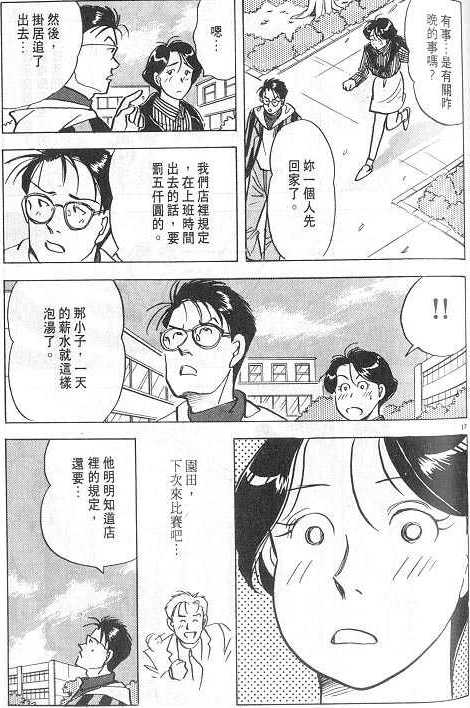 有事…是有關昨
晚的事嗎？
妳一個人先
回家了。
嗯…
然後，
掛居追了
出去…
我們店裡規定
，在上班時間
出去的話，要
罰五仟圓的。
!!
那小子，一天
的薪水就這樣
泡湯了。
17
園田，
下次來比賽吧…
他明明知道店
裡的規定，
還要…